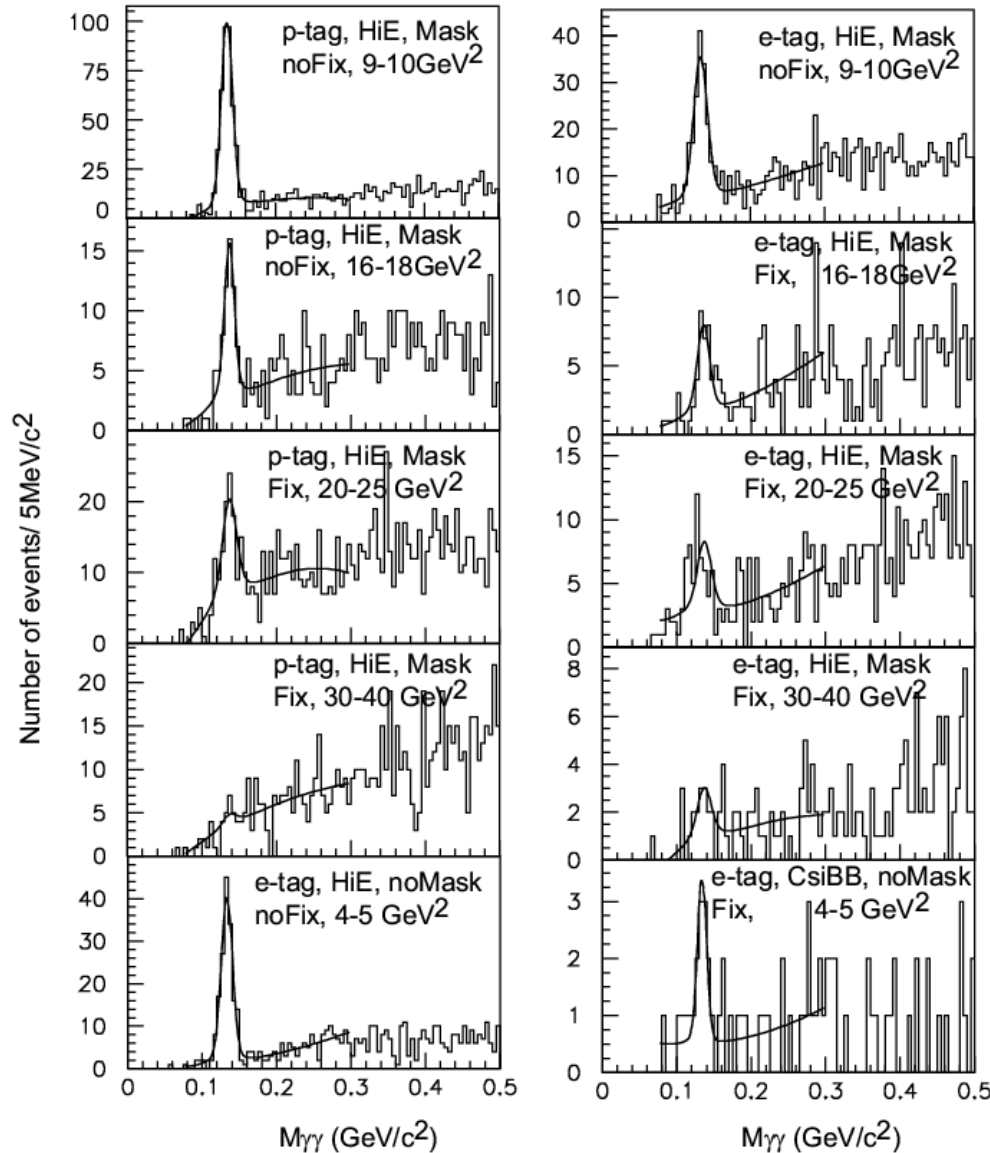 Number of events/ 5MeV/c2
100
75
50
25
0
p-tag, HiE, Mask
noFix, 9-10GeV2
15
10
5
0
p-tag, HiE, Mask
noFix, 16-18GeV2
20
10
0
p-tag, HiE, Mask
Fix, 20-25 GeV2
20
15
10
5
0
p-tag, HiE, Mask
Fix, 30-40 GeV2
40
30
20
10
0
e-tag, HiE, noMask
noFix, 4-5 GeV2
0 0.1 0.2 0.3 0.4 0.5
Mγγ (GeV/c2)
40
30
20
10
0
e-tag, HiE, Mask
noFix, 9-10GeV2
10
5
0
e-tag, HiE, Mask
Fix, 16-18GeV2
15
10
5
0
e-tag, HiE, Mask
Fix, 20-25 GeV2
8
6
4
2
0
e-tag, HiE, Mask
Fix, 30-40 GeV2
3
2
1
0
e-tag, CsiBB, noMask
Fix, 4-5 GeV2
0 0.1 0.2 0.3 0.4 0.5
Mγγ (GeV/c2)